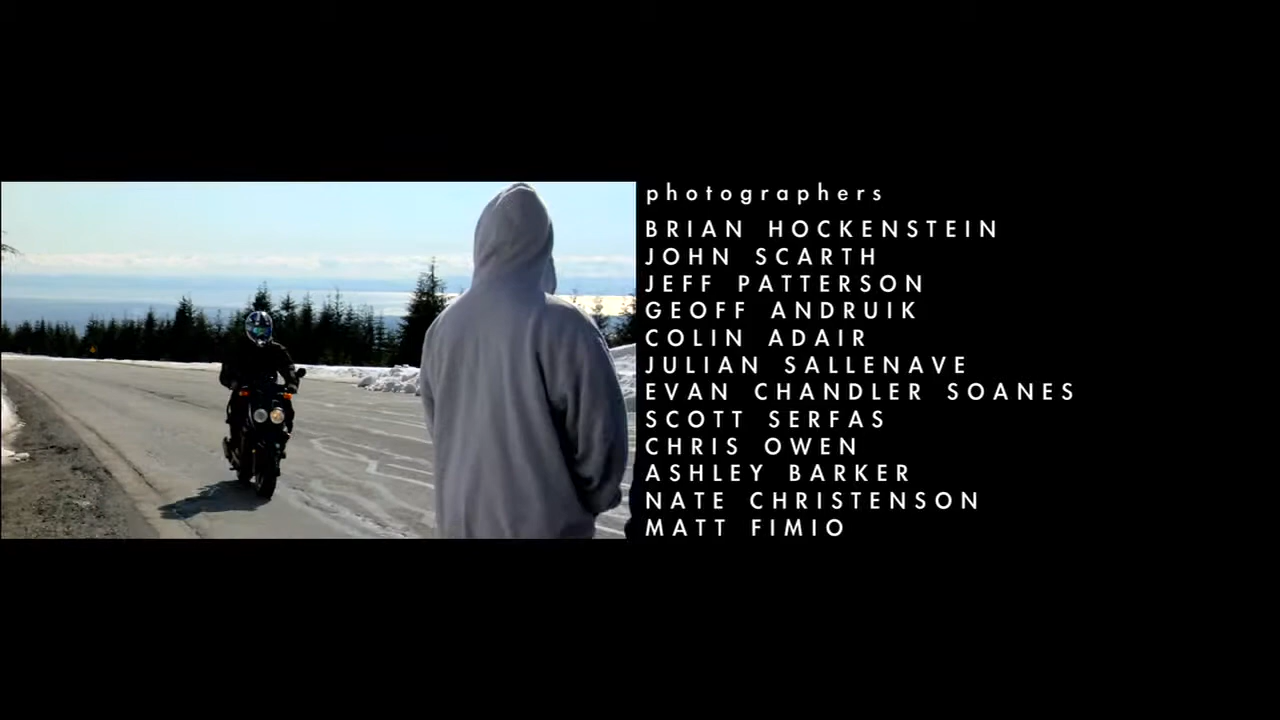 photographers
BRIAN HOCKENSTEIN
JOHN SCARTH
JEFF PATTERSON
GEOFF ANDRUIK
COLIN ADAIR
JULIAN SALLENAVE
EVAN CHANDLER SOANES
SCOTT SERFAS
CHRIS OWEN
ASHLEY BARKER
NATE CHRISTENSON
MATT FIMIO